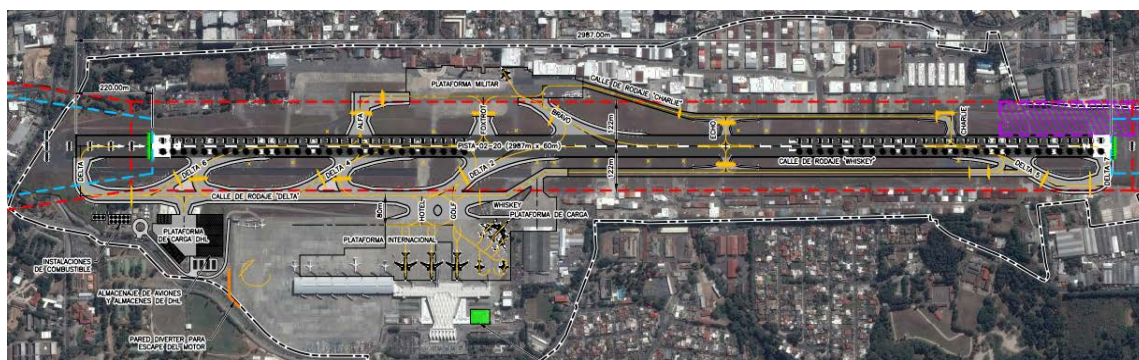 2987.00m
220.00m
PLATAFORMA
MILITAR
CALLE DE RODAJE "CHARLIE"
ALFA
FOXTROT
BRAVO
122m
ECHO
CHARLIE
PISTA-02-20 (2987m x 60m)
CALLE DE RODAJE "WHISKEY"
DELTA
DELTA 6
DELTA 4
DELTA 2
122m
DELTA 5
DELTA 7
CALLE DE RODAJE "DELTA"
80m
HOTEL
GOLF
WHISKEY
PLATAFORMA DE CARGA
PLATAFORMA
DE CARGA DHL
PLATAFORMA INTERNACIONAL
INSTALACIONES
DE COMBUSTIBLE
ALMACENAJE DE AVIONES
Y ALMACENES DE DHL
PARED DIVERTER PARA
ESCAPE DEL MOTOR